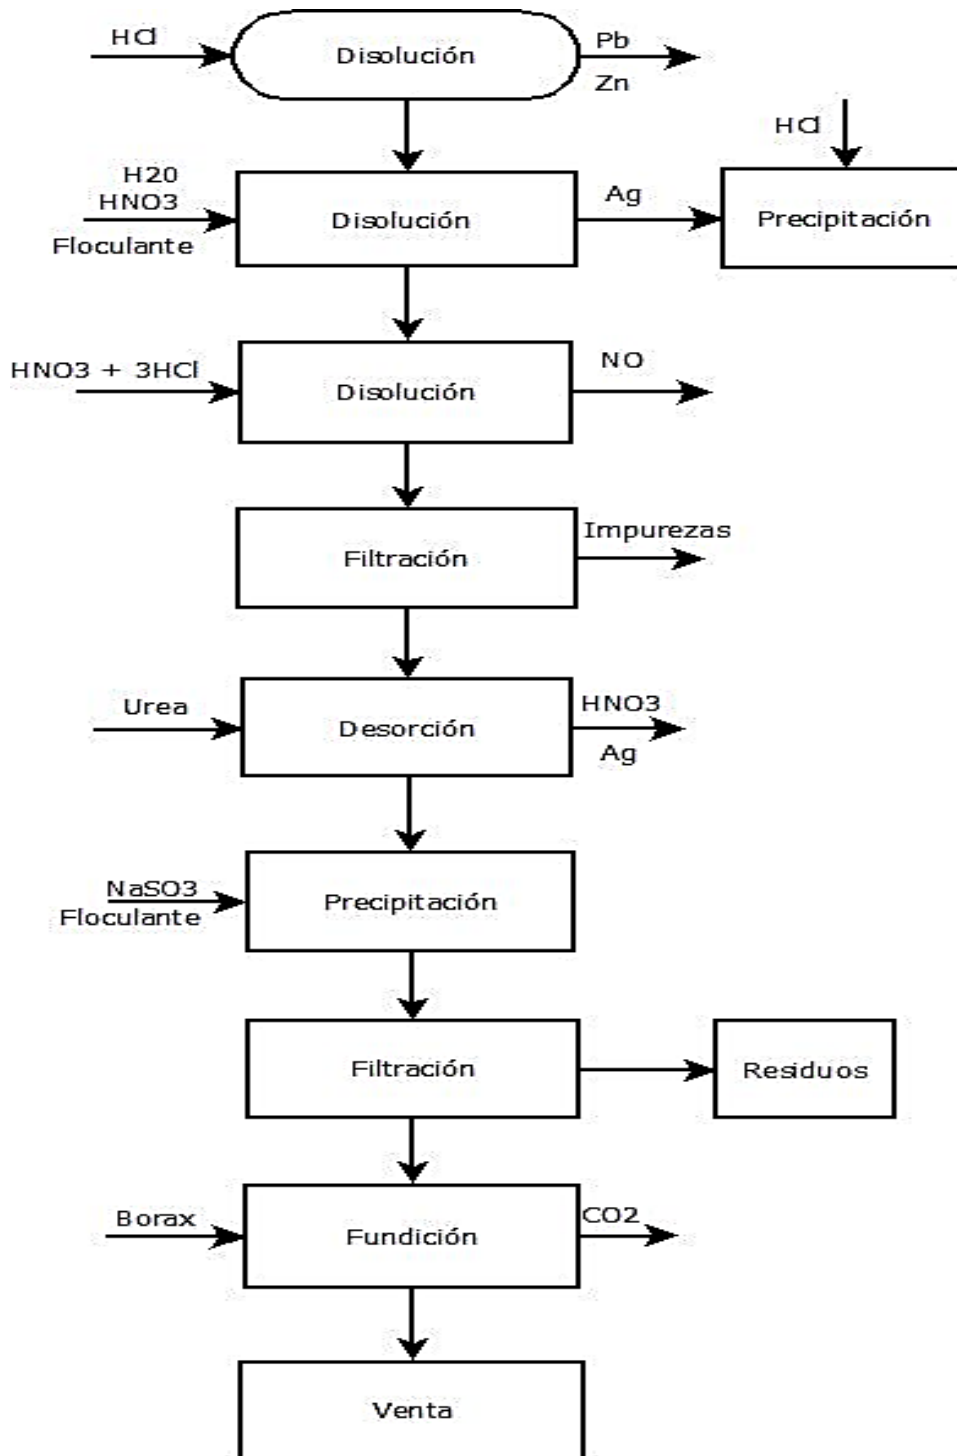 HCl
Disolución
Pb
Zn
HCl
H20
HNO3
Floculante
Disolución
Ag
Precipitación
HNO3 + 3HCl
Disolución
NO
Filtración
Impurezas
Urea
Desorción
HNO3
Ag
NaSO3
Floculante
Precipitación
Filtración
Residuos
Borax
Fundición
CO2
Venta